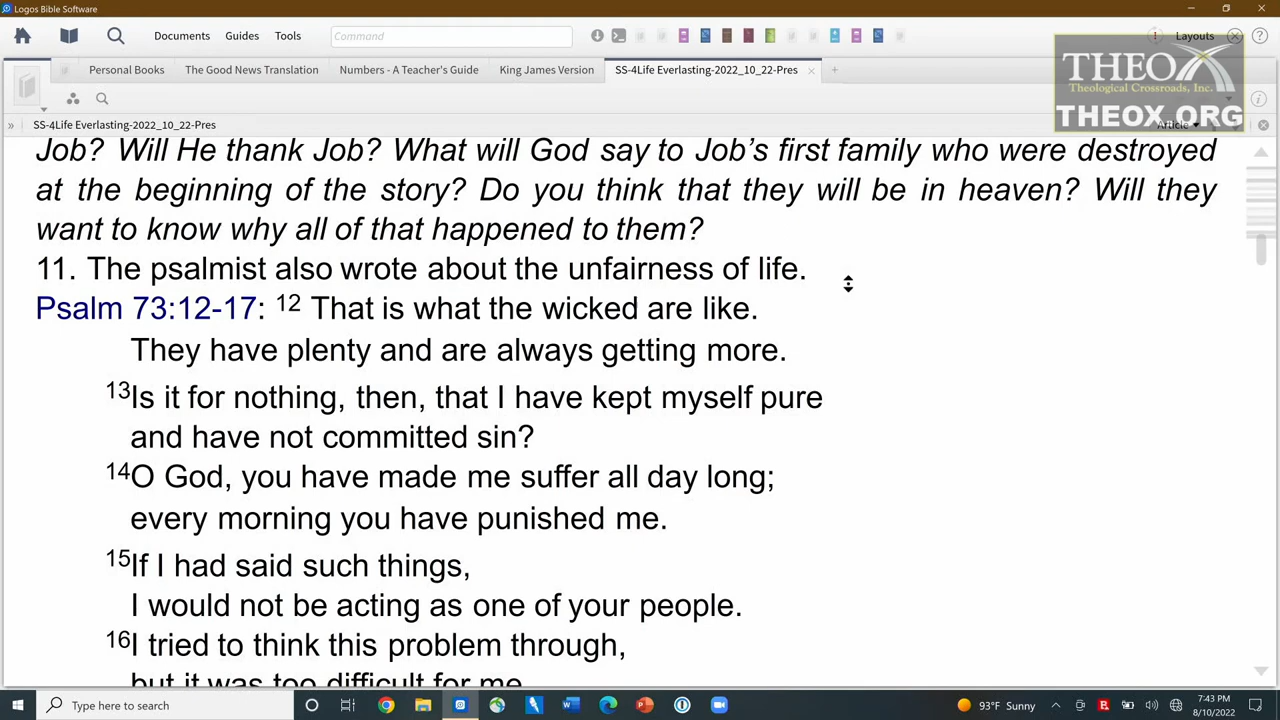 Logos Bible Software
Documents Guides Tools Command Layouts
Personal Books The Good News Translation Numbers - A Teacher's Guide King James Version SS-4Life Everlasting-2022_10_22-Pres
THEOX
Theological Crossroads, Inc.
THEOX.ORG
SS-4Life Everlasting-2022_10_22-Pres Article
Job? Will He thank Job? What will God say to Job’s first family who were destroyed
at the beginning of the story? Do you think that they will be in heaven? Will they
want to know why all of that happened to them?
11. The psalmist also wrote about the unfairness of life.
Psalm 73:12-17: 12 That is what the wicked are like.
They have plenty and are always getting more.
13Is it for nothing, then, that I have kept myself pure
and have not committed sin?
14O God, you have made me suffer all day long;
every morning you have punished me.
15If I had said such things,
I would not be acting as one of your people.
16I tried to think this problem through,
but it was too difficult for me
Type here to search 93°F Sunny 7:43 PM
8/10/2022